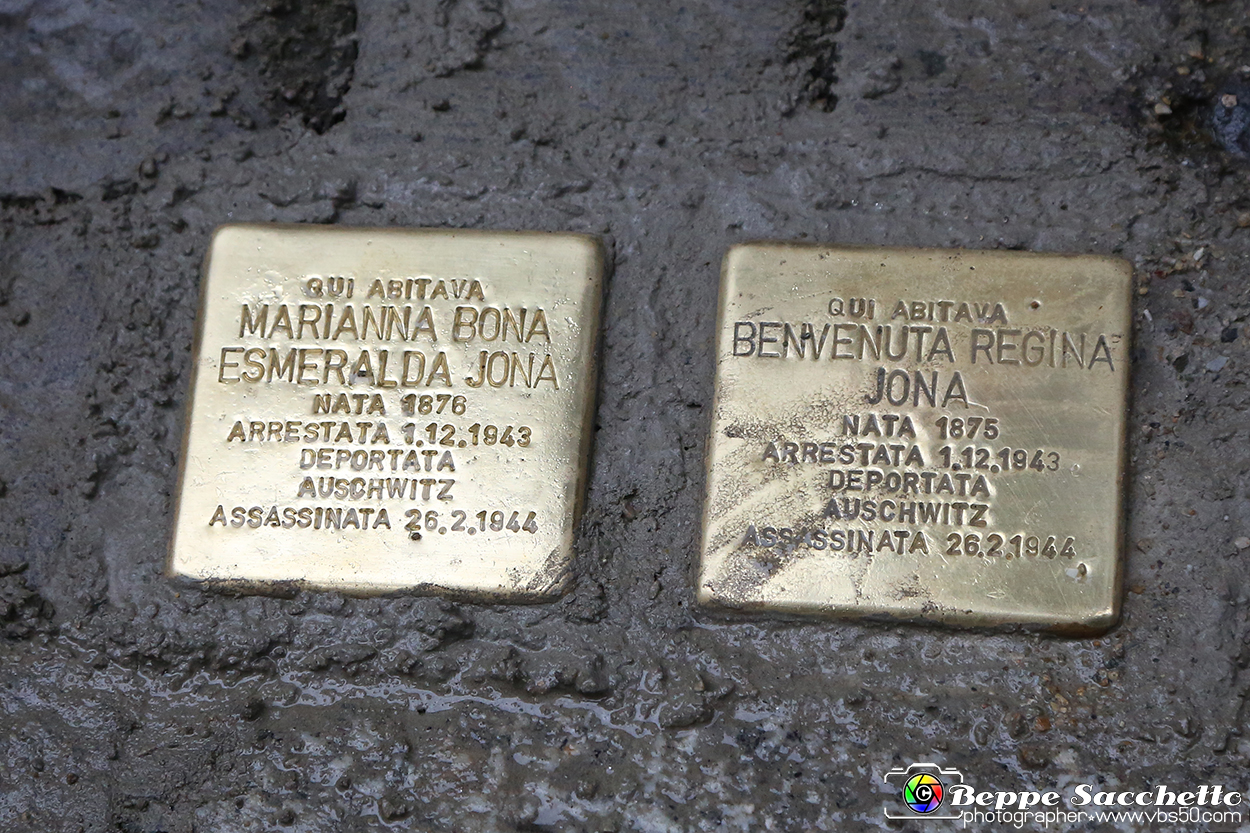 QUI ABITAVA
MARIANNA BONA
ESMERALDA JONA
NATA 1876
ARRESTATA 1.12.1943
DEPORTATA
AUSCHWITZ
ASSASSINATA 26.2.1944
QUI ABITAVA
BENVENUTA REGINA
JONA
NATA 1875
ARRESTATA 1.12.1943
DEPORTATA
AUSCHWITZ
ASSASSINATA 26.2.1944
© Beppe Sacchetto
photographer★www.vbs50.com